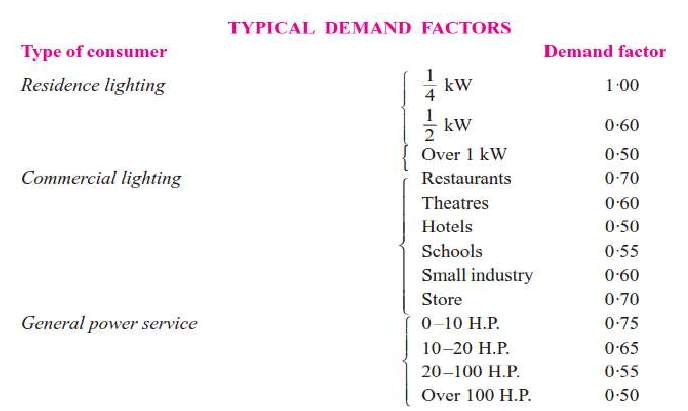 TYPICAL DEMAND FACTORS
Type of consumer Demand factor
Residence lighting 1/4 kW 1·00
1/2 kW 0·60
Over 1 kW 0·50
Commercial lighting Restaurants 0·70
Theatres 0·60
Hotels 0·50
Schools 0·55
Small industry 0·60
Store 0·70
General power service 0–10 H.P. 0·75
10–20 H.P. 0·65
20–100 H.P. 0·55
Over 100 H.P. 0·50